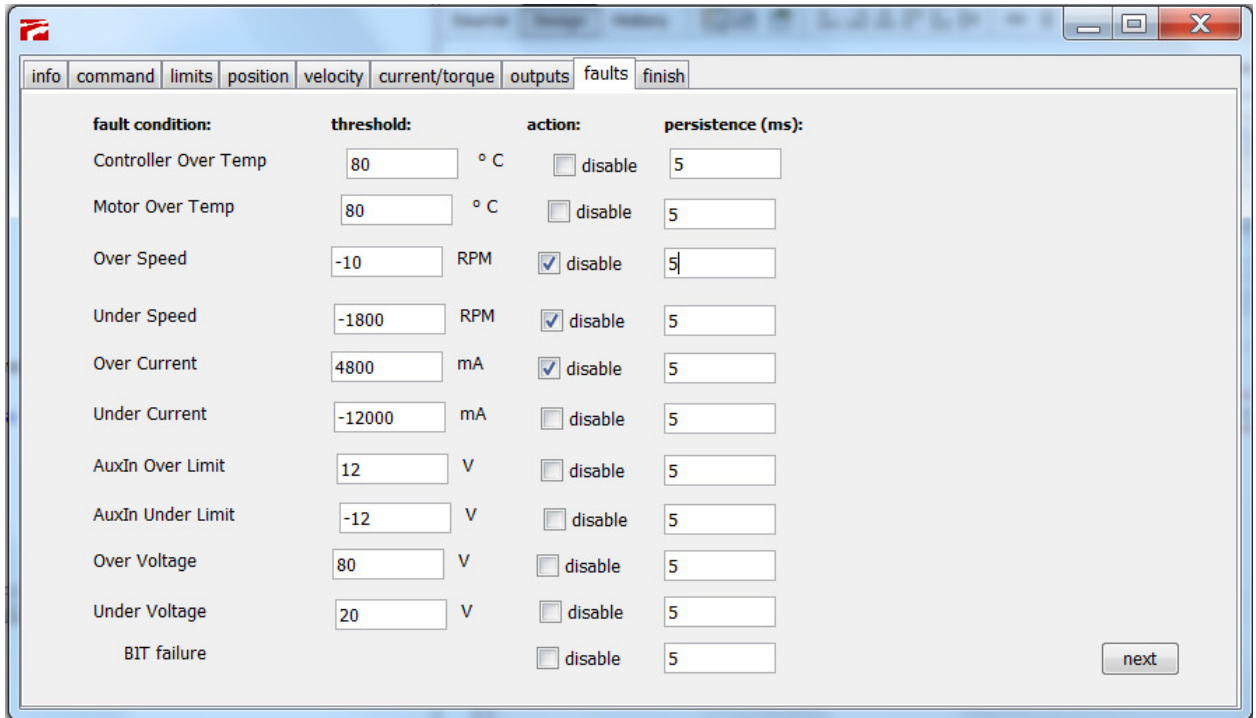 info command limits position velocity current/torque outputs faults finish
fault condition: threshold: action: persistence (ms):
Controller Over Temp 80 ° C disable 5
Motor Over Temp 80 ° C disable 5
Over Speed -10 RPM disable 5
Under Speed -1800 RPM disable 5
Over Current 4800 mA disable 5
Under Current -12000 mA disable 5
AuxIn Over Limit 12 V disable 5
AuxIn Under Limit -12 V disable 5
Over Voltage 80 V disable 5
Under Voltage 20 V disable 5
BIT failure disable 5
next